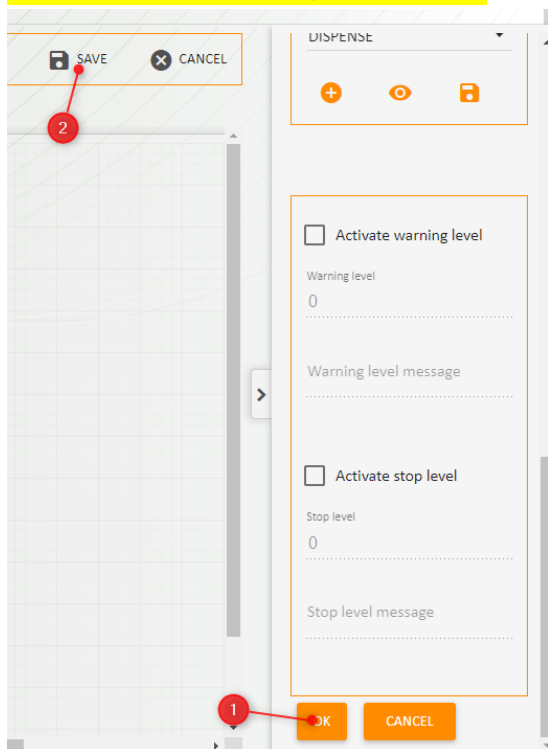 DISPENSE
SAVE CANCEL
2
Activate warning level
Warning level
0
Warning level message
Activate stop level
Stop level
0
Stop level message
1
OK CANCEL